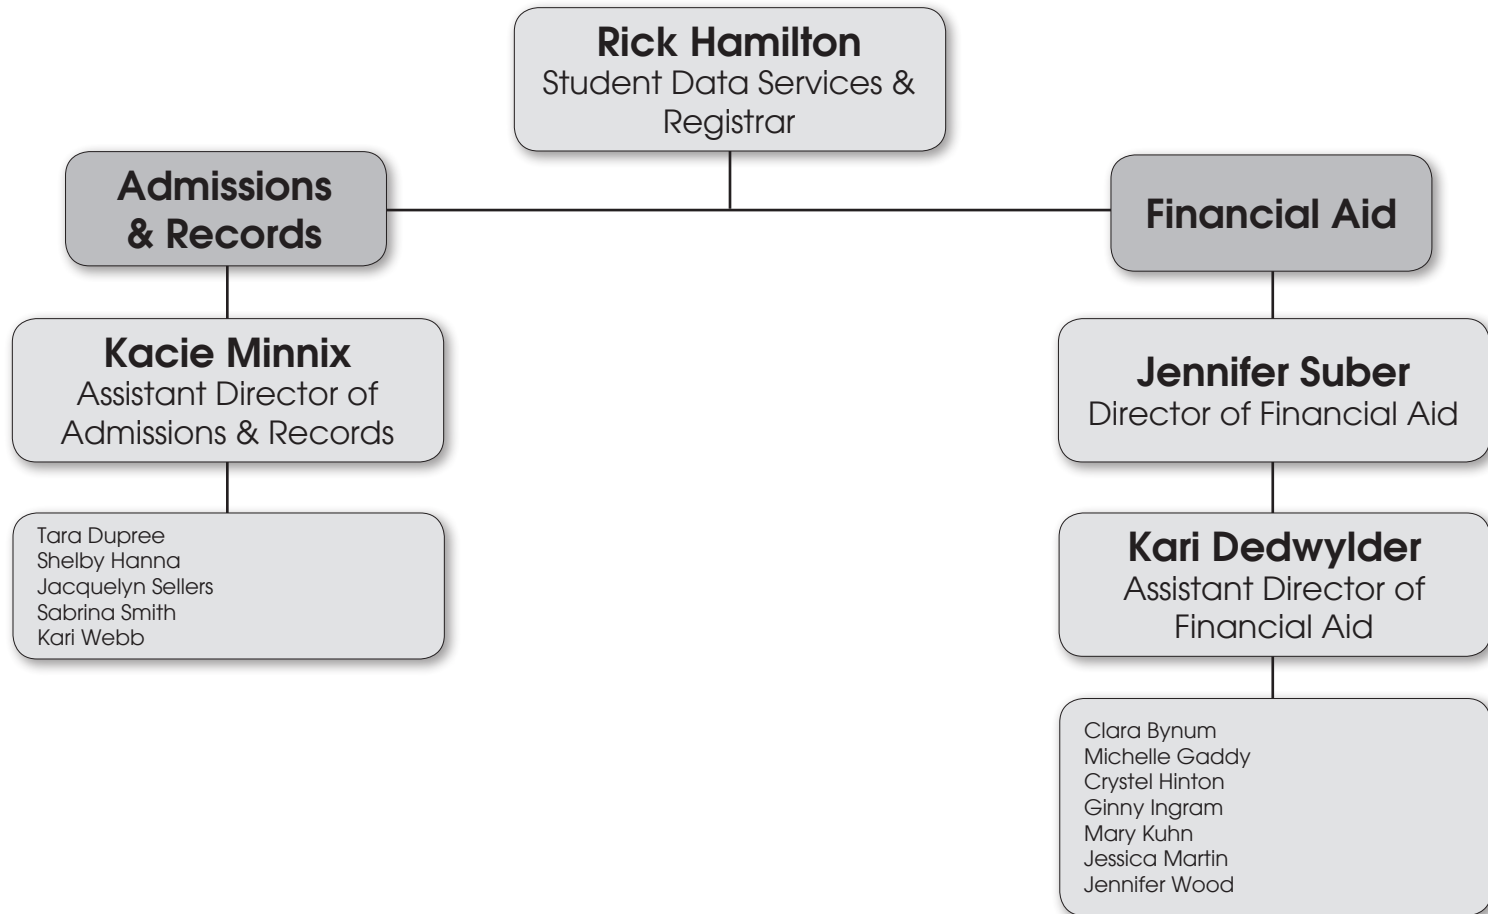 Rick Hamilton
Student Data Services &
Registrar
Admissions
& Records
Financial Aid
Kacie Minnix
Assistant Director of
Admissions & Records
Jennifer Suber
Director of Financial Aid
Tara Dupree
Shelby Hanna
Jacquelyn Sellers
Sabrina Smith
Kari Webb
Kari Dedwylder
Assistant Director of
Financial Aid
Clara Bynum
Michelle Gaddy
Crystel Hinton
Ginny Ingram
Mary Kuhn
Jessica Martin
Jennifer Wood